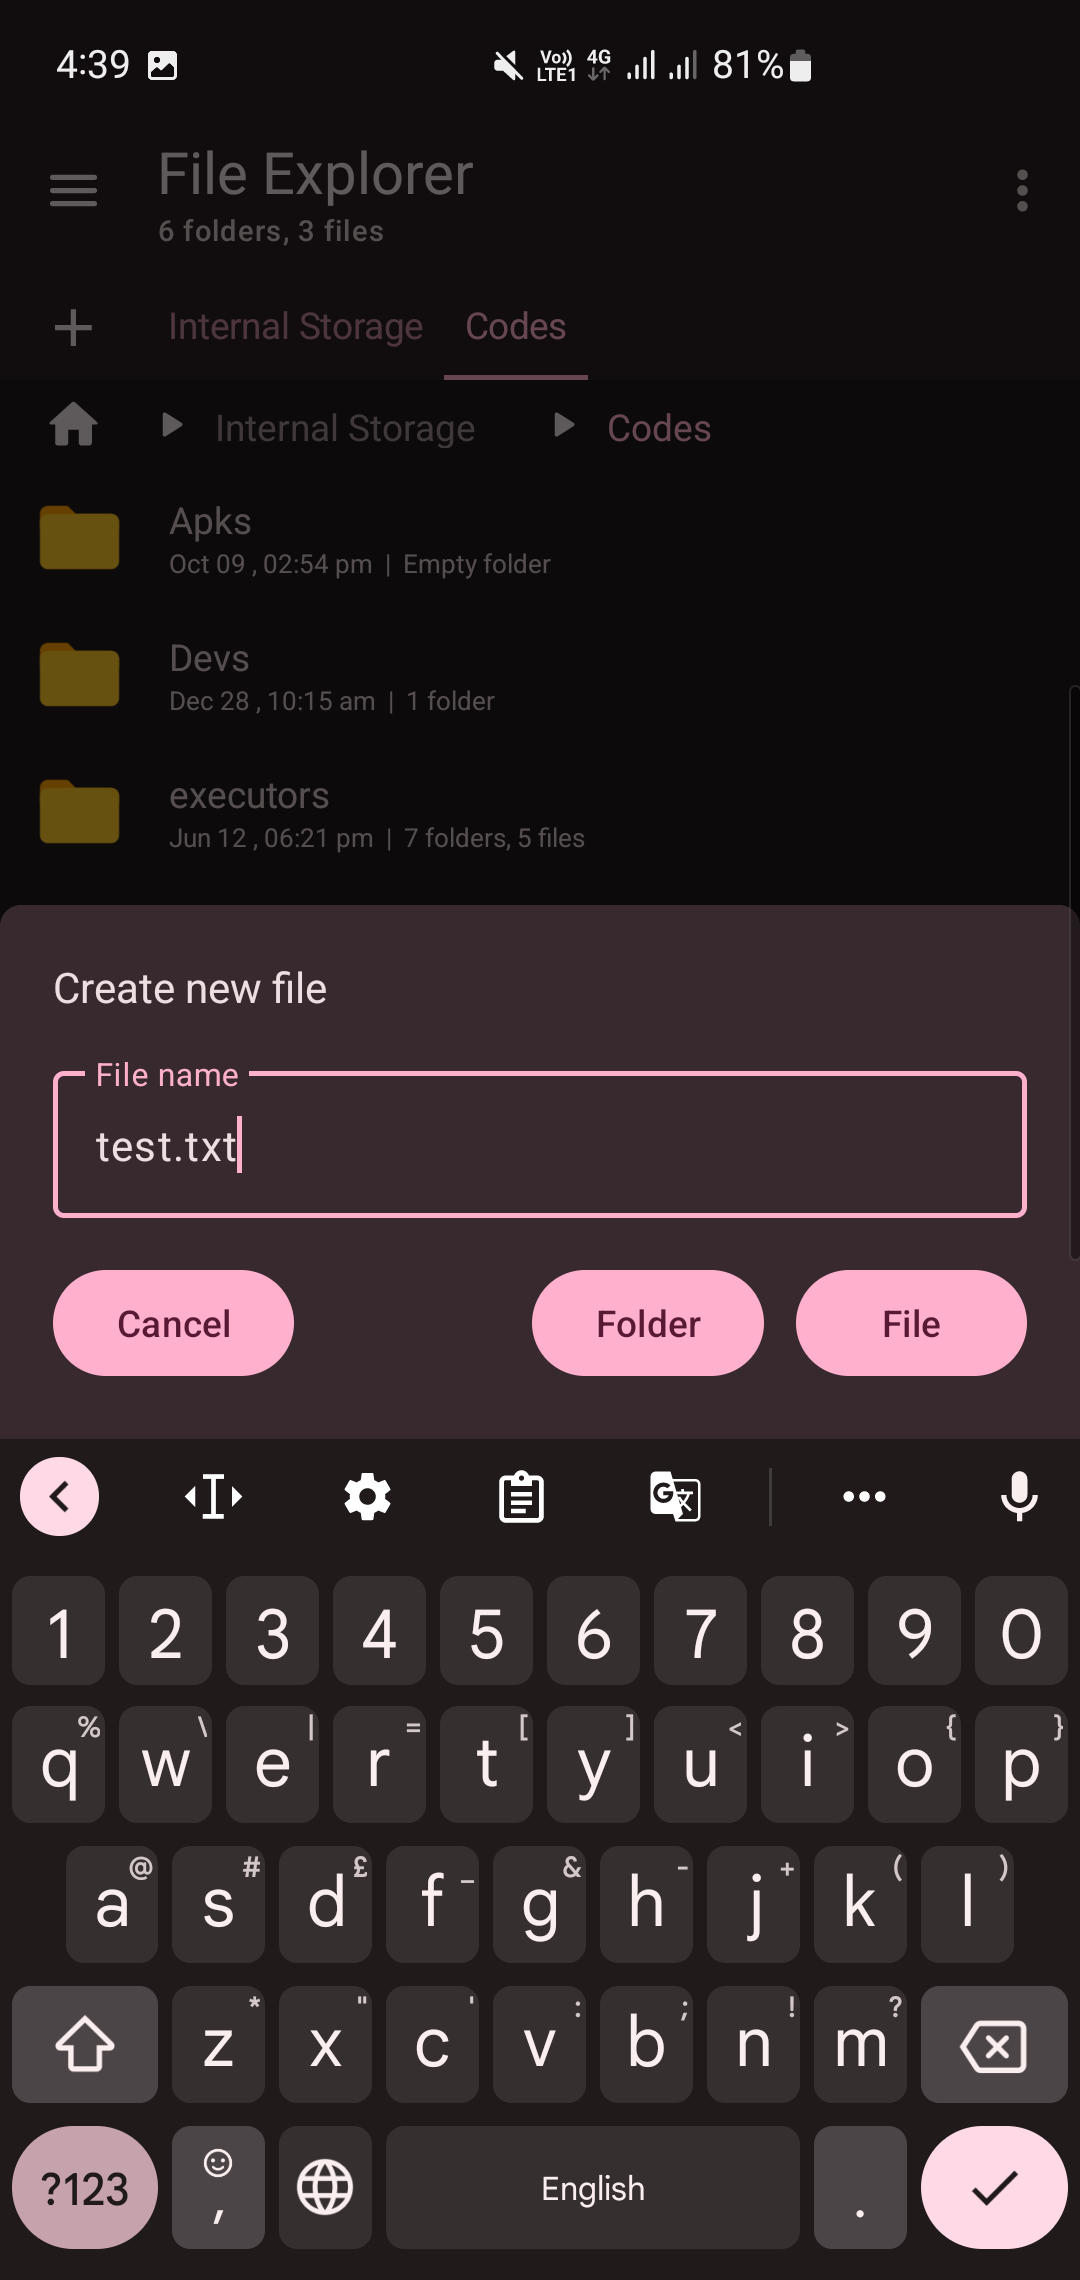 4:39 Vo)) LTE1 4G 81%
File Explorer
6 folders, 3 files
Internal Storage Codes
Internal Storage Codes
Apks
Oct 09 , 02:54 pm | Empty folder
Devs
Dec 28 , 10:15 am | 1 folder
executors
Jun 12 , 06:21 pm | 7 folders, 5 files
Create new file
File name
test.txt
Cancel Folder File
1 2 3 4 5 6 7 8 9 0
% \ | = [ ] < > { }
q w e r t y u i o p
@ # £ _ & - + ( )
a s d f g h j k l
* " ' : ; ! ?
z x c v b n m
?123 , English .